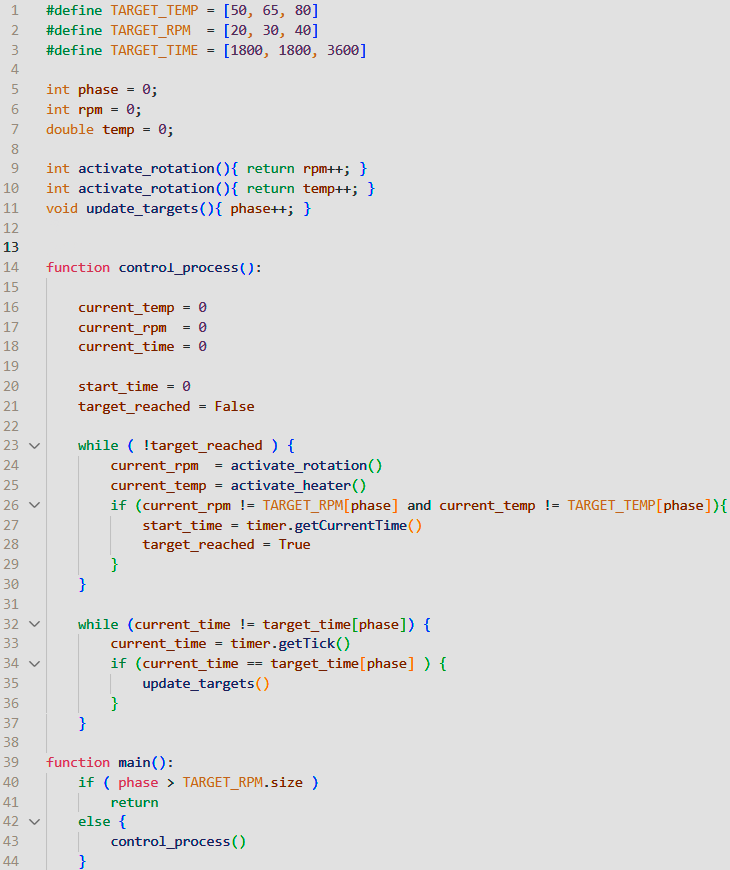 1 #define TARGET_TEMP = [50, 65, 80]
2 #define TARGET_RPM  = [20, 30, 40]
3 #define TARGET_TIME = [1800, 1800, 3600]
4
5 int phase = 0;
6 int rpm = 0;
7 double temp = 0;
8
9 int activate_rotation(){ return rpm++; }
10 int activate_rotation(){ return temp++; }
11 void update_targets(){ phase++; }
12
13
14 function control_process():
15
16     current_temp = 0
17     current_rpm  = 0
18     current_time = 0
19
20     start_time = 0
21     target_reached = False
22
23     while ( !target_reached ) {
24         current_rpm  = activate_rotation()
25         current_temp = activate_heater()
26         if (current_rpm != TARGET_RPM[phase] and current_temp != TARGET_TEMP[phase]){
27             start_time = timer.getCurrentTime()
28             target_reached = True
29         }
30     }
31
32     while (current_time != target_time[phase]) {
33         current_time = timer.getTick()
34         if (current_time == target_time[phase] ) {
35             update_targets()
36         }
37     }
38
39 function main():
40     if ( phase > TARGET_RPM.size )
41         return
42     else {
43         control_process()
44     }